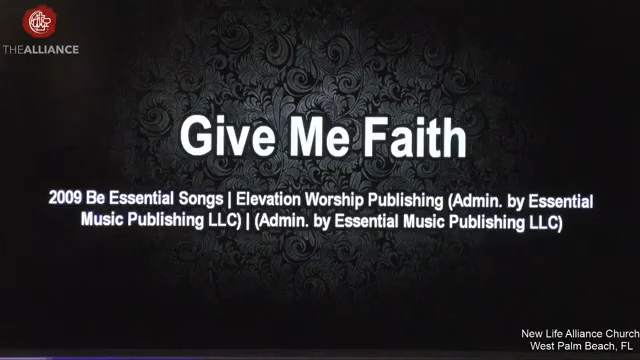 THEALLIANCE
Give Me Faith
2009 Be Essential Songs | Elevation Worship Publishing (Admin. by Essential
Music Publishing LLC) | (Admin. by Essential Music Publishing LLC)
New Life Alliance Church
West Palm Beach, FL